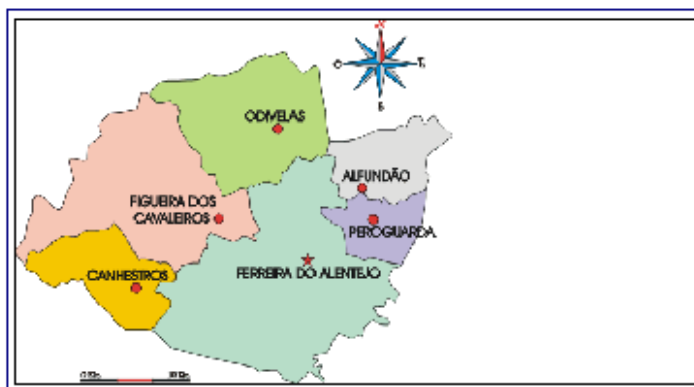 N
S
ODIVELAS
ALFUNDÃO
FIGUEIRA DOS
CAVALEIROS
PEROGUARDA
FERREIRA DO ALENTEJO
CANHESTROS